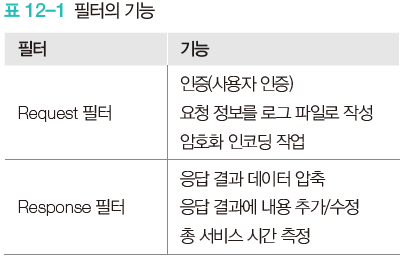 표 12-1 필터의 기능
필터 기능
Request 필터
인증(사용자 인증)
요청 정보를 로그 파일로 작성
암호화 인코딩 작업
Response 필터
응답 결과 데이터 압축
응답 결과에 내용 추가/수정
총 서비스 시간 측정